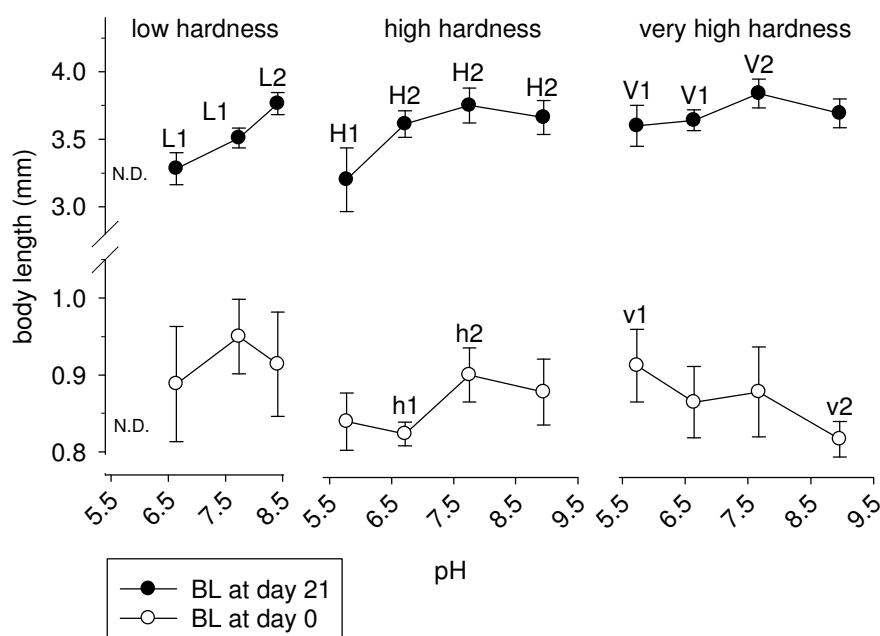 low hardness high hardness very high hardness
4.0
3.5
3.0
1.0
0.9
0.8
body length (mm)
N.D.
L1 L1 L2
H1 H2 H2 H2
V1 V1 V2
N.D.
h1 h2
v1 v2
5.5 6.5 7.5 8.5
5.5 6.5 7.5 8.5 9.5
5.5 6.5 7.5 8.5 9.5
pH
BL at day 21
BL at day 0